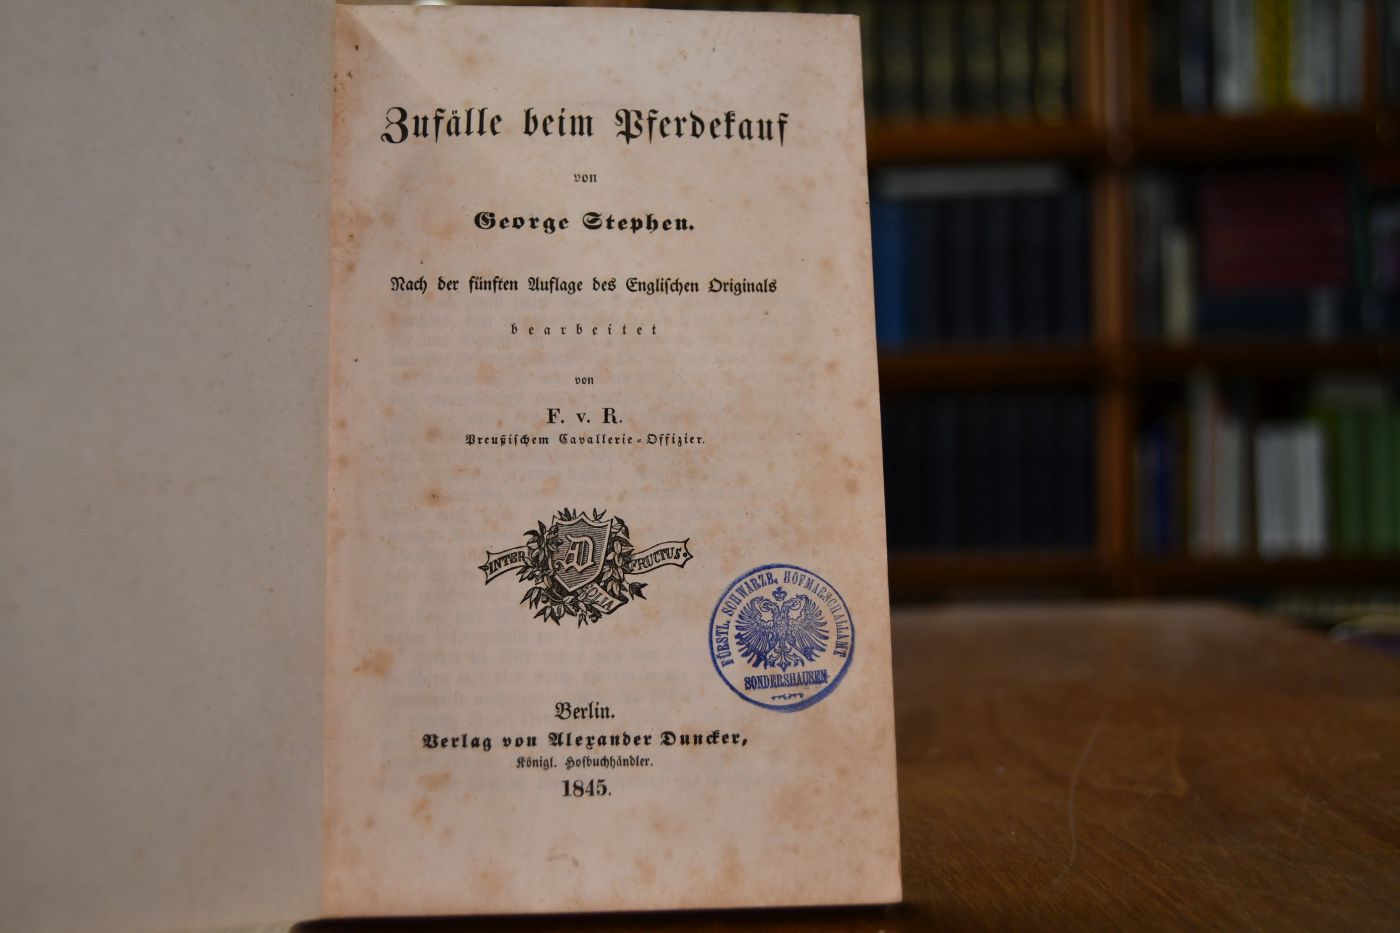 Zufälle beim Pferdekauf
von
George Stephen.
Nach der fünften Auflage des Englischen Originals
bearbeitet
von
F. v. R.
Preußischem Cavallerie-Offizier.
INTER FOLIA FRUCTUS.
D
FÜRSTL. SCHWARZB. HOFMARSCHALLAMT
SONDERSHAUSEN
Berlin.
Verlag von Alexander Duncker,
Königl. Hofbuchhändler.
1845.